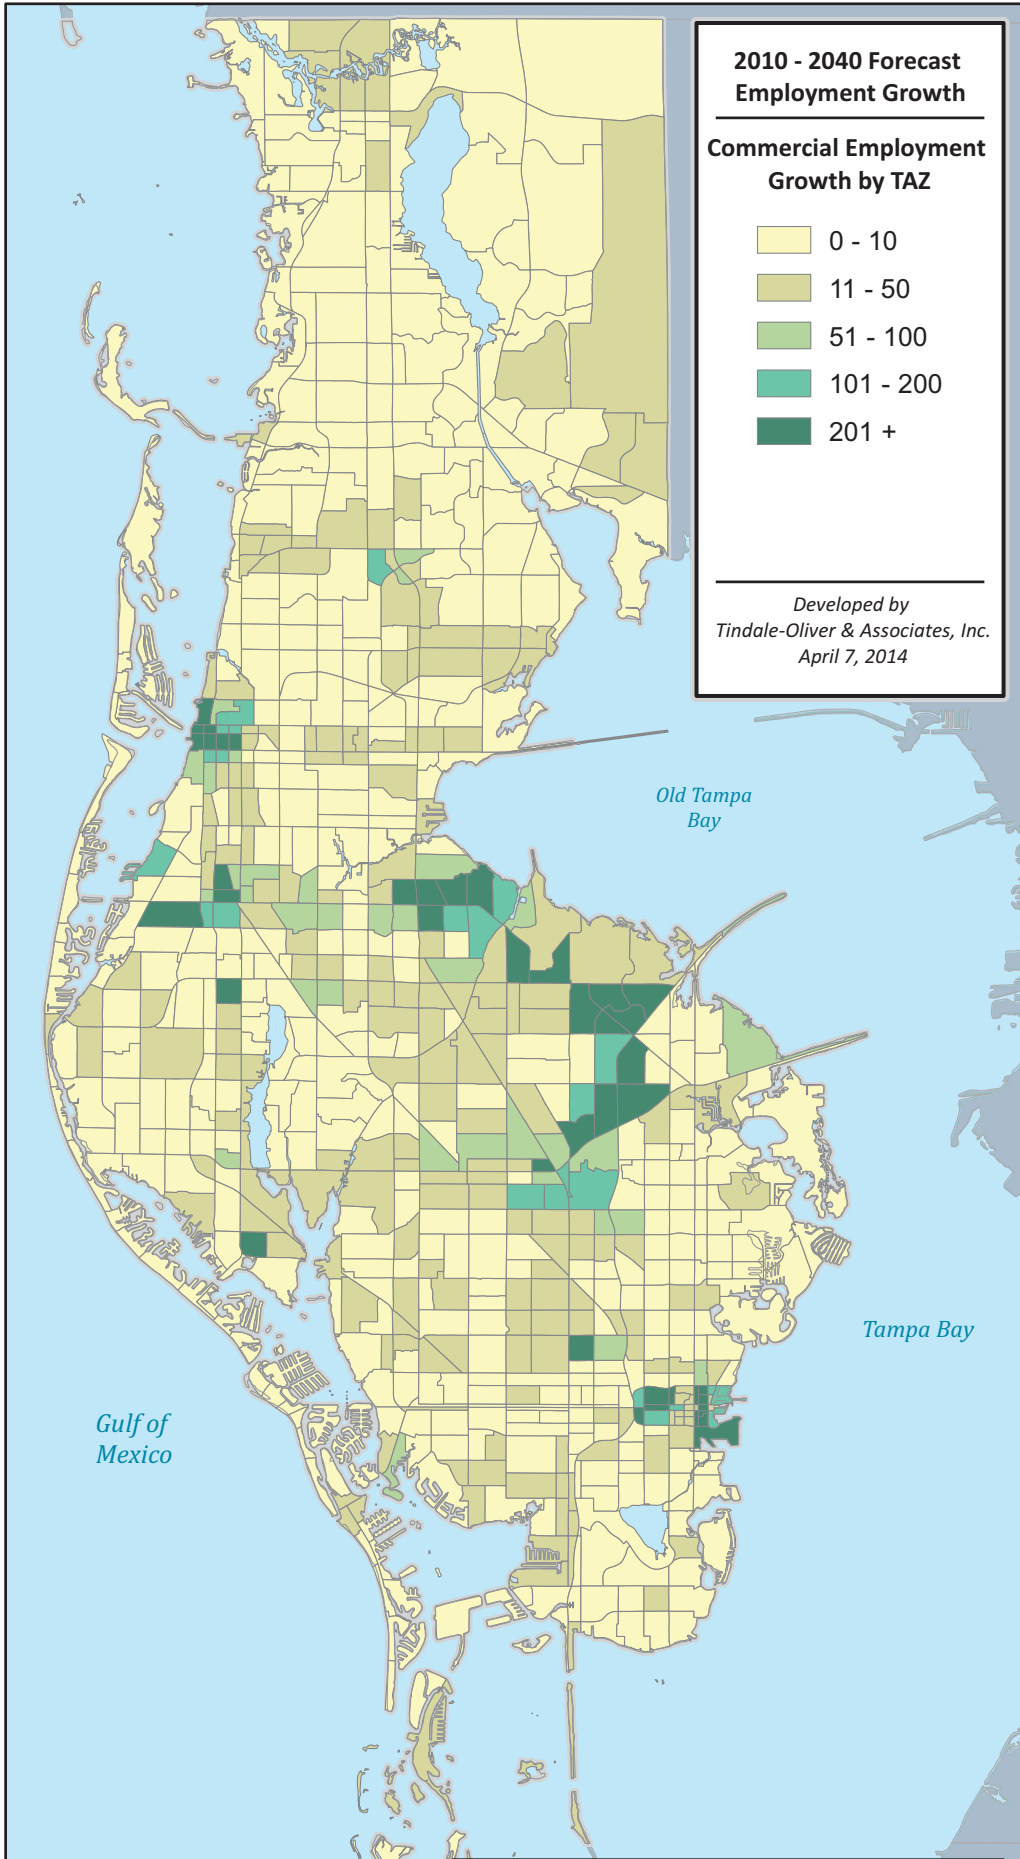 2010 - 2040 Forecast
Employment Growth
Commercial Employment
Growth by TAZ
0 - 10
11 - 50
51 - 100
101 - 200
201 +
Developed by
Tindale-Oliver & Associates, Inc.
April 7, 2014
Old Tampa
Bay
Tampa Bay
Gulf of
Mexico